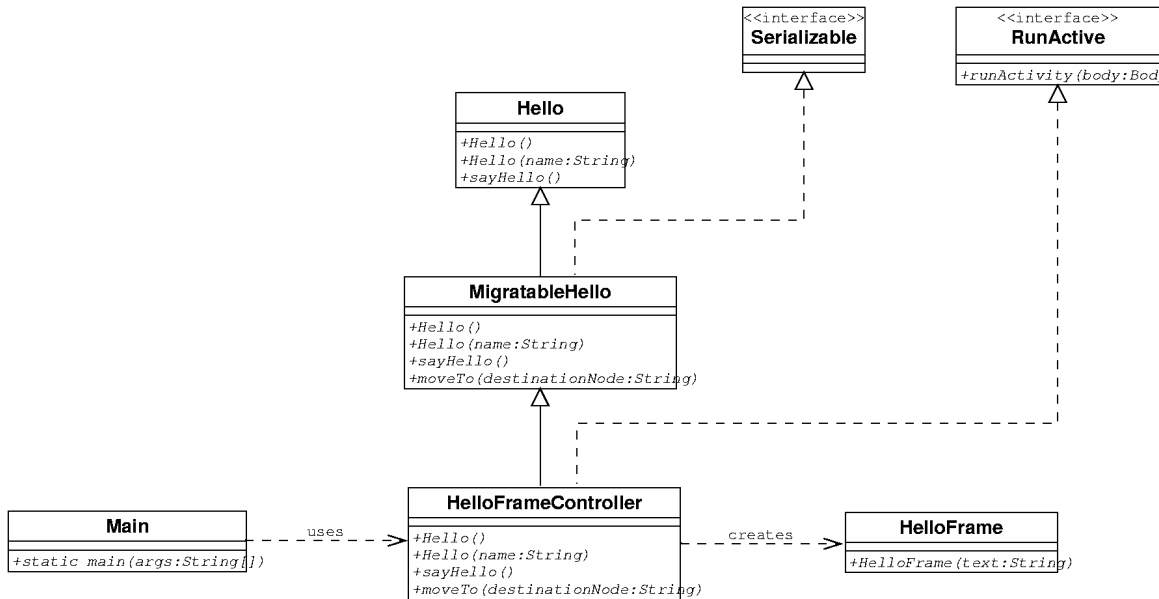 <<interface>>
Serializable
<<interface>>
RunActive
+runActivity(body:Body
Hello
+Hello()
+Hello(name:String)
+sayHello()
MigratableHello
+Hello()
+Hello(name:String)
+sayHello()
+moveTo(destinationNode:String)
Main
+static main(args:String[])
uses
HelloFrameController
+Hello()
+Hello(name:String)
+sayHello()
+moveTo(destinationNode:String)
creates
HelloFrame
+HelloFrame(text:String)